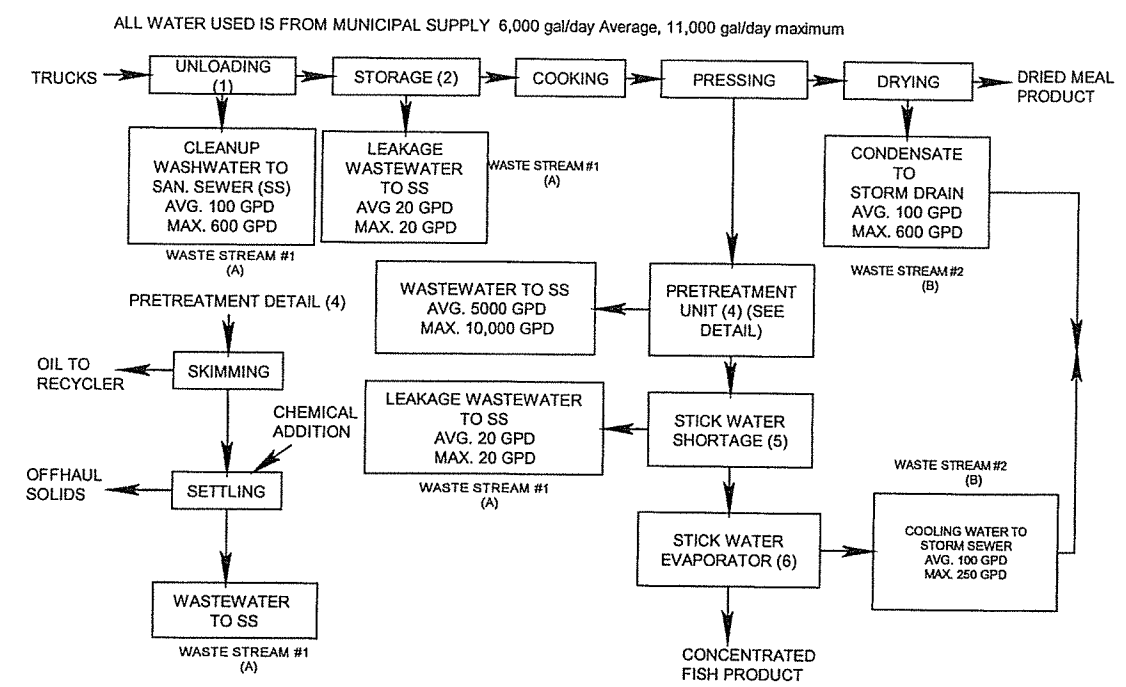 ALL WATER USED IS FROM MUNICIPAL SUPPLY 6,000 gal/day Average, 11,000 gal/day maximum
TRUCKS
UNLOADING
(1)
STORAGE (2)
COOKING
PRESSING
DRYING
DRIED MEAL
PRODUCT
CLEANUP
WASHWATER TO
SAN. SEWER (SS)
AVG. 100 GPD
MAX. 600 GPD
WASTE STREAM #1
(A)
LEAKAGE
WASTEWATER
TO SS
AVG 20 GPD
MAX. 20 GPD
WASTE STREAM #1
(A)
CONDENSATE
TO
STORM DRAIN
AVG. 100 GPD
MAX. 600 GPD
WASTE STREAM #2
(B)
WASTEWATER TO SS
AVG. 5000 GPD
MAX. 10,000 GPD
PRETREATMENT
UNIT (4) (SEE
DETAIL)
PRETREATMENT DETAIL (4)
SKIMMING
OIL TO
RECYCLER
CHEMICAL
ADDITION
OFFHAUL
SOLIDS
SETTLING
WASTEWATER
TO SS
WASTE STREAM #1
(A)
LEAKAGE WASTEWATER
TO SS
AVG. 20 GPD
MAX. 20 GPD
WASTE STREAM #1
(A)
STICK WATER
SHORTAGE (5)
STICK WATER
EVAPORATOR (6)
WASTE STREAM #2
(B)
COOLING WATER TO
STORM SEWER
AVG. 100 GPD
MAX. 250 GPD
CONCENTRATED
FISH PRODUCT